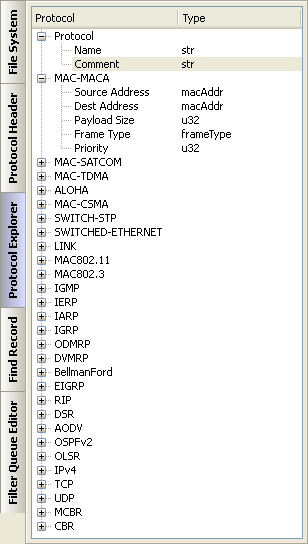 File System
Protocol Header
Protocol Explorer
Find Record
Filter Queue Editor
Protocol Type
Protocol
Name str
Comment str
MAC-MACA
Source Address macAddr
Dest Address macAddr
Payload Size u32
Frame Type frameType
Priority u32
MAC-SATCOM
MAC-TDMA
ALOHA
MAC-CSMA
SWITCH-STP
SWITCHED-ETHERNET
LINK
MAC802.11
MAC802.3
IGMP
IERP
IARP
IGRP
ODMRP
DVMRP
BellmanFord
EIGRP
RIP
DSR
AODV
OSPFv2
OLSR
IPv4
TCP
UDP
MCBR
CBR